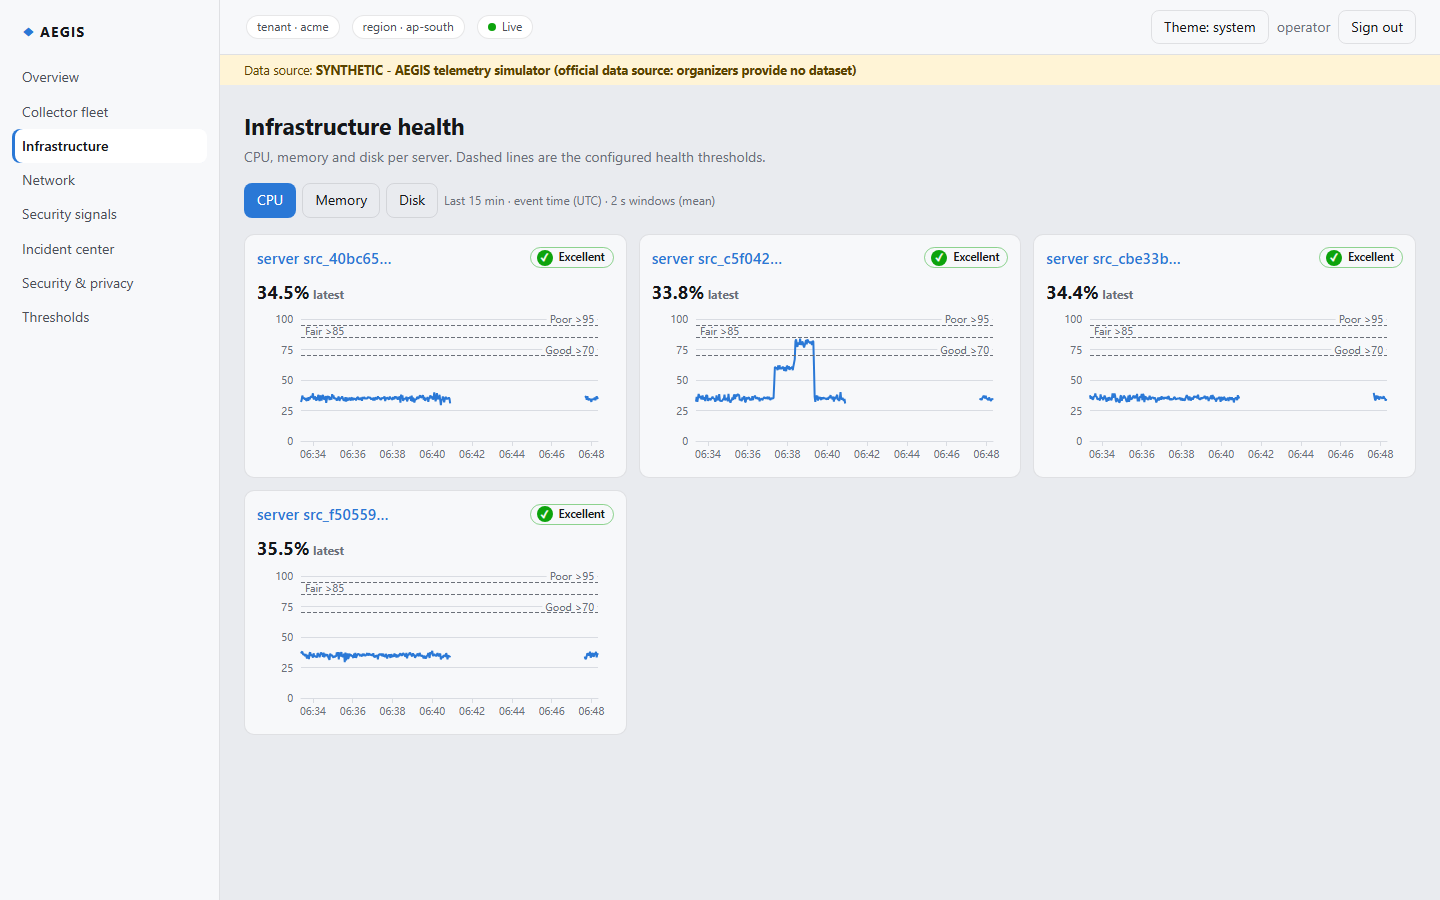 AEGIS
Overview
Collector fleet
Infrastructure
Network
Security signals
Incident center
Security & privacy
Thresholds
tenant · acme
region · ap-south
Live
Theme: system
operator
Sign out
Data source: SYNTHETIC - AEGIS telemetry simulator (official data source: organizers provide no dataset)
Infrastructure health
CPU, memory and disk per server. Dashed lines are the configured health thresholds.
CPU
Memory
Disk
Last 15 min · event time (UTC) · 2 s windows (mean)
server src_40bc65...
Excellent
34.5% latest
100
75
50
25
0
Poor >95
Fair >85
Good >70
06:34 06:36 06:38 06:40 06:42 06:44 06:46 06:48
server src_c5f042...
Excellent
33.8% latest
100
75
50
25
0
Poor >95
Fair >85
Good >70
06:34 06:36 06:38 06:40 06:42 06:44 06:46 06:48
server src_cbe33b...
Excellent
34.4% latest
100
75
50
25
0
Poor >95
Fair >85
Good >70
06:34 06:36 06:38 06:40 06:42 06:44 06:46 06:48
server src_f50559...
Excellent
35.5% latest
100
75
50
25
0
Poor >95
Fair >85
Good >70
06:34 06:36 06:38 06:40 06:42 06:44 06:46 06:48